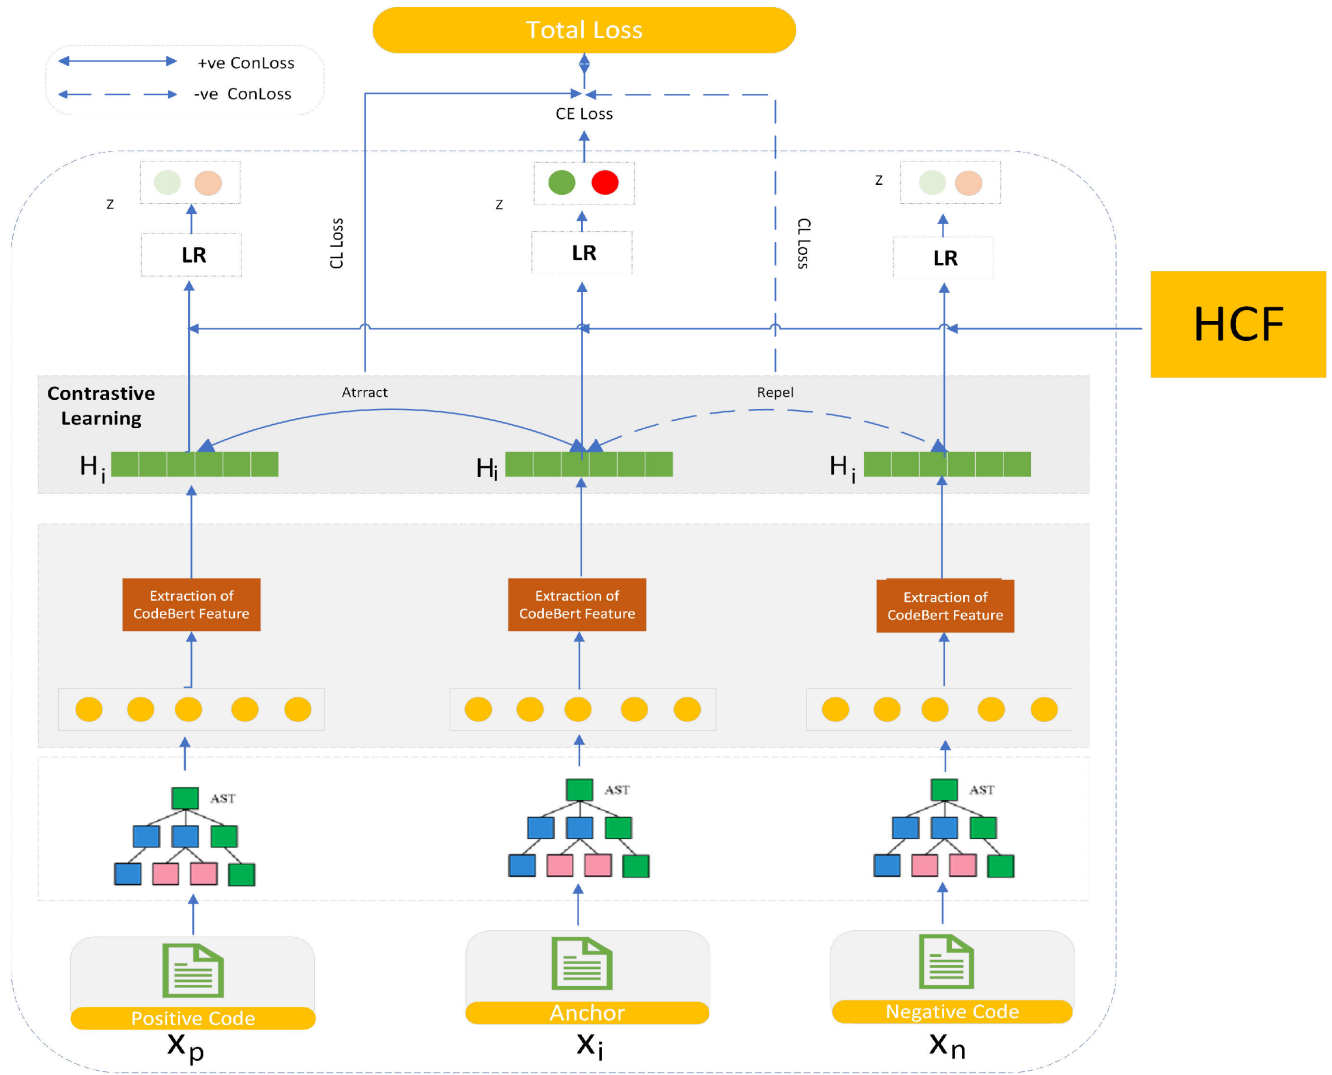 Total Loss
+ve ConLoss
-ve ConLoss
CE Loss
Z
Z
Z
CL Loss
CL Loss
LR
LR
LR
HCF
Contrastive
Learning
Atrract
Repel
Hi
Hi
Hi
Extraction of
CodeBert Feature
Extraction of
CodeBert Feature
Extraction of
CodeBert Feature
AST
AST
AST
Positive Code
Anchor
Negative Code
Xp
Xi
Xn